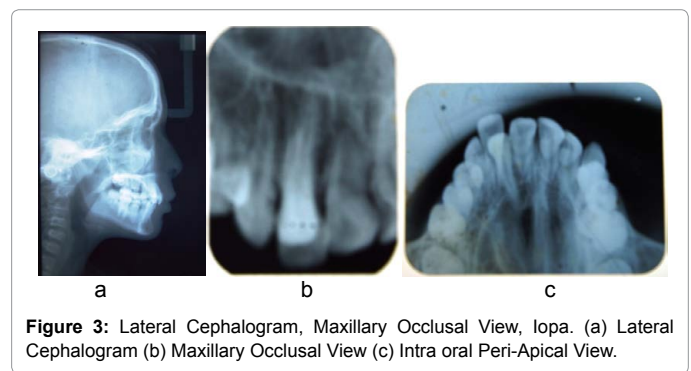 a b c
Figure 3: Lateral Cephalogram, Maxillary Occlusal View, Iopa. (a) Lateral
Cephalogram (b) Maxillary Occlusal View (c) Intra oral Peri-Apical View.